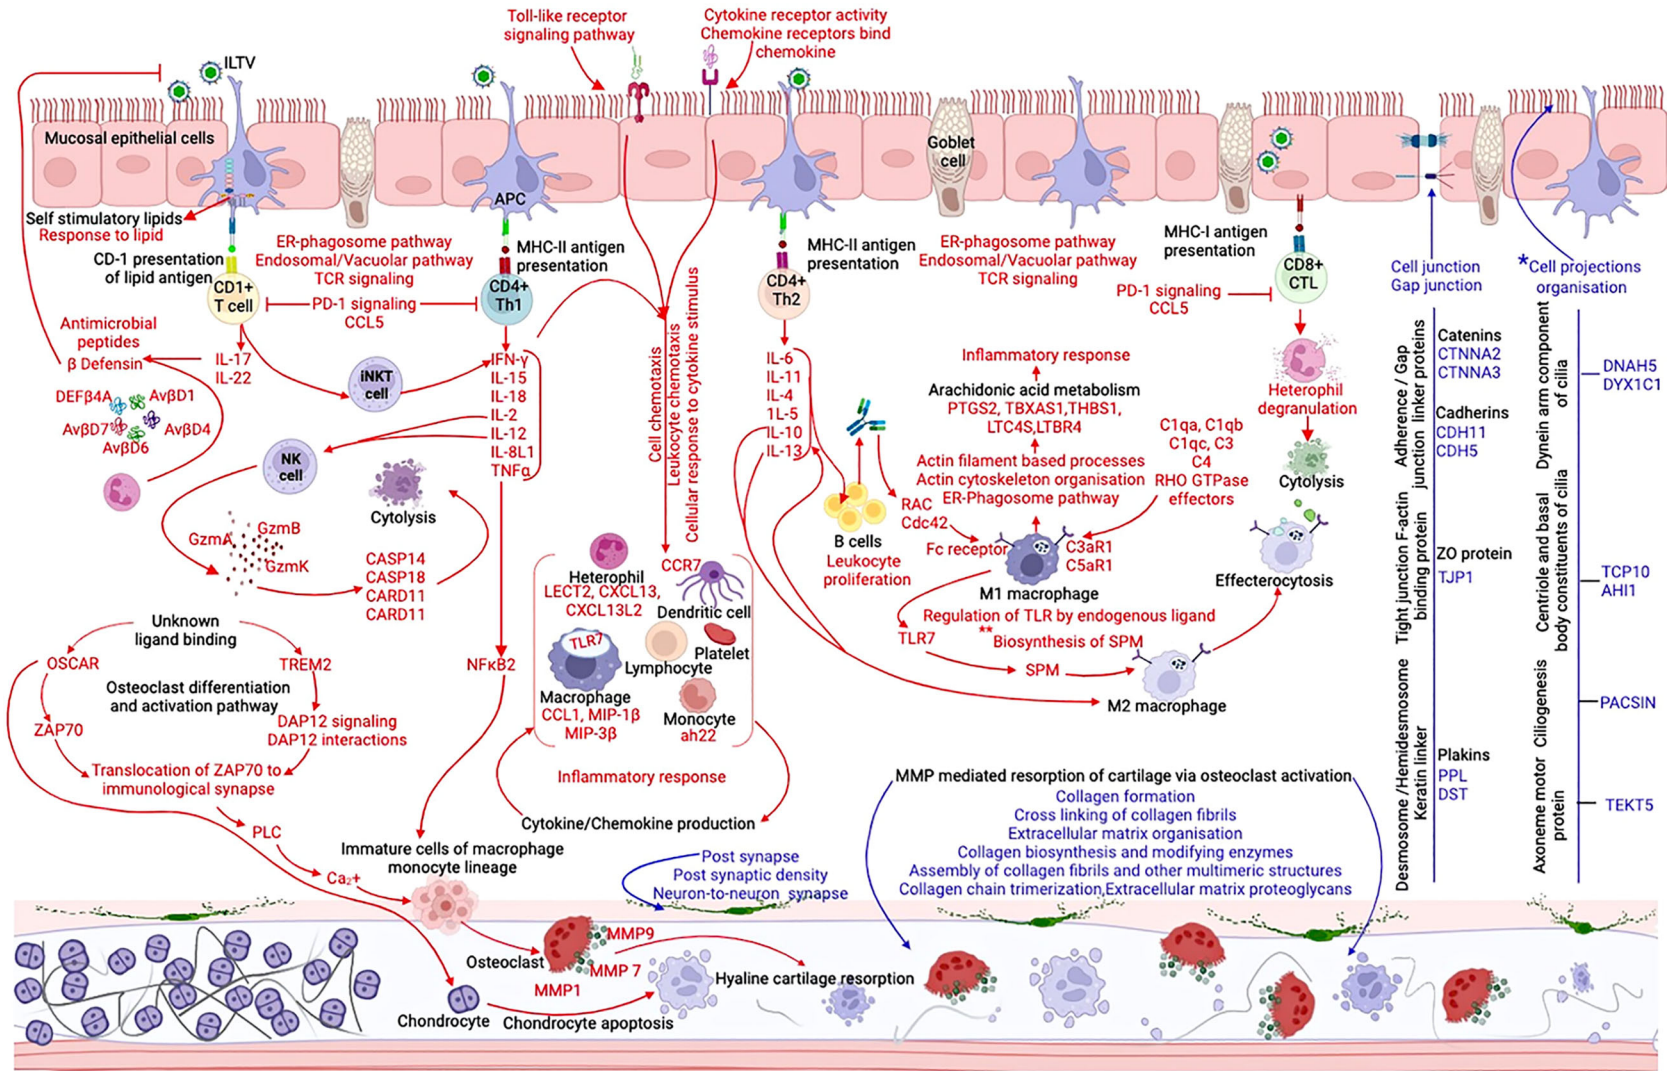 Toll-like receptor
signaling pathway
Cytokine receptor activity
Chemokine receptors bind
chemokine
ILTV
Mucosal epithelial cells
Goblet
cell
APC
Self stimulatory lipids
Response to lipid
CD-1 presentation
of lipid antigen
CD1+
T cell
ER-phagosome pathway
Endosomal/Vacuolar pathway
TCR signaling
PD-1 signaling
CCL5
MHC-II antigen
presentation
CD4+
Th1
MHC-II antigen
presentation
CD4+
Th2
ER-phagosome pathway
Endosomal/Vacuolar pathway
TCR signaling
MHC-I antigen
presentation
PD-1 signaling
CCL5
CD8+
CTL
Cell junction
Gap junction
*Cell projections
organisation
Antimicrobial
peptides
β Defensin
IL-17
IL-22
DEFβ4A
AvβD1
AvβD7
AvβD4
AvβD6
iNKT
cell
IFN-γ
IL-15
IL-18
IL-2
IL-12
IL-8L1
TNFα
NK
cell
Cytolysis
GzmA
GzmB
GzmK
CASP14
CASP18
CARD11
CARD11
Cell chemotaxis
Leukocyte chemotaxis
Cellular response to cytokine stimulus
IL-6
IL-11
IL-4
1L-5
IL-10
IL-13
B cells
Leukocyte
proliferation
Inflammatory response
Arachidonic acid metabolism
PTGS2, TBXAS1,THBS1,
LTC4S,LTBR4
Actin filament based processes
Actin cytoskeleton organisation
ER-Phagosome pathway
RAC
Cdc42
Fc receptor
C1qa, C1qb
C1qc, C3
C4
RHO GTPase
effectors
C3aR1
C5aR1
M1 macrophage
Regulation of TLR by endogenous ligand
**Biosynthesis of SPM
TLR7
SPM
M2 macrophage
Heterophil
degranulation
Cytolysis
Effecterocytosis
Heterophil
LECT2, CXCL13,
CXCL13L2
CCR7
Dendritic cell
TLR7
Macrophage
CCL1, MIP-1β
MIP-3β
Lymphocyte
Platelet
Monocyte
ah22
Inflammatory response
Cytokine/Chemokine production
NFκB2
Immature cells of macrophage
monocyte lineage
Unknown
ligand binding
OSCAR
TREM2
Osteoclast differentiation
and activation pathway
ZAP70
DAP12 signaling
DAP12 interactions
Translocation of ZAP70 to
immunological synapse
PLC
Ca₂+
Post synapse
Post synaptic density
Neuron-to-neuron synapse
MMP mediated resorption of cartilage via osteoclast activation
Collagen formation
Cross linking of collagen fibrils
Extracellular matrix organisation
Collagen biosynthesis and modifying enzymes
Assembly of collagen fibrils and other multimeric structures
Collagen chain trimerization,Extracellular matrix proteoglycans
Adherence / Gap
junction linker proteins
Catenins
CTNNA2
CTNNA3
Cadherins
CDH11
CDH5
Tight junction F-actin
binding protein
ZO protein
TJP1
Desmosome /Hemidesmosome
Keratin linker
Plakins
PPL
DST
Dynein arm component
of cilia
DNAH5
DYX1C1
Centriole and basal
body constituents of cilia
TCP10
AHI1
Ciliogenesis
PACSIN
Axoneme motor
protein
TEKT5
Osteoclast
MMP9
MMP 7
MMP1
Hyaline cartilage resorption
Chondrocyte
Chondrocyte apoptosis